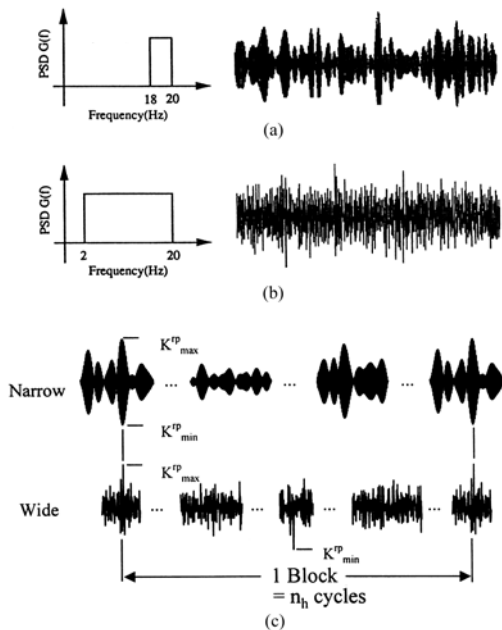 PSD G(f)
18 20
Frequency(Hz)
(a)
PSD G(f)
2 20
Frequency(Hz)
(b)
K^rp_max
Narrow
... ... ...
K^rp_min
K^rp_max
Wide
... ... ... ...
K^rp_min
1 Block
= n_h cycles
(c)